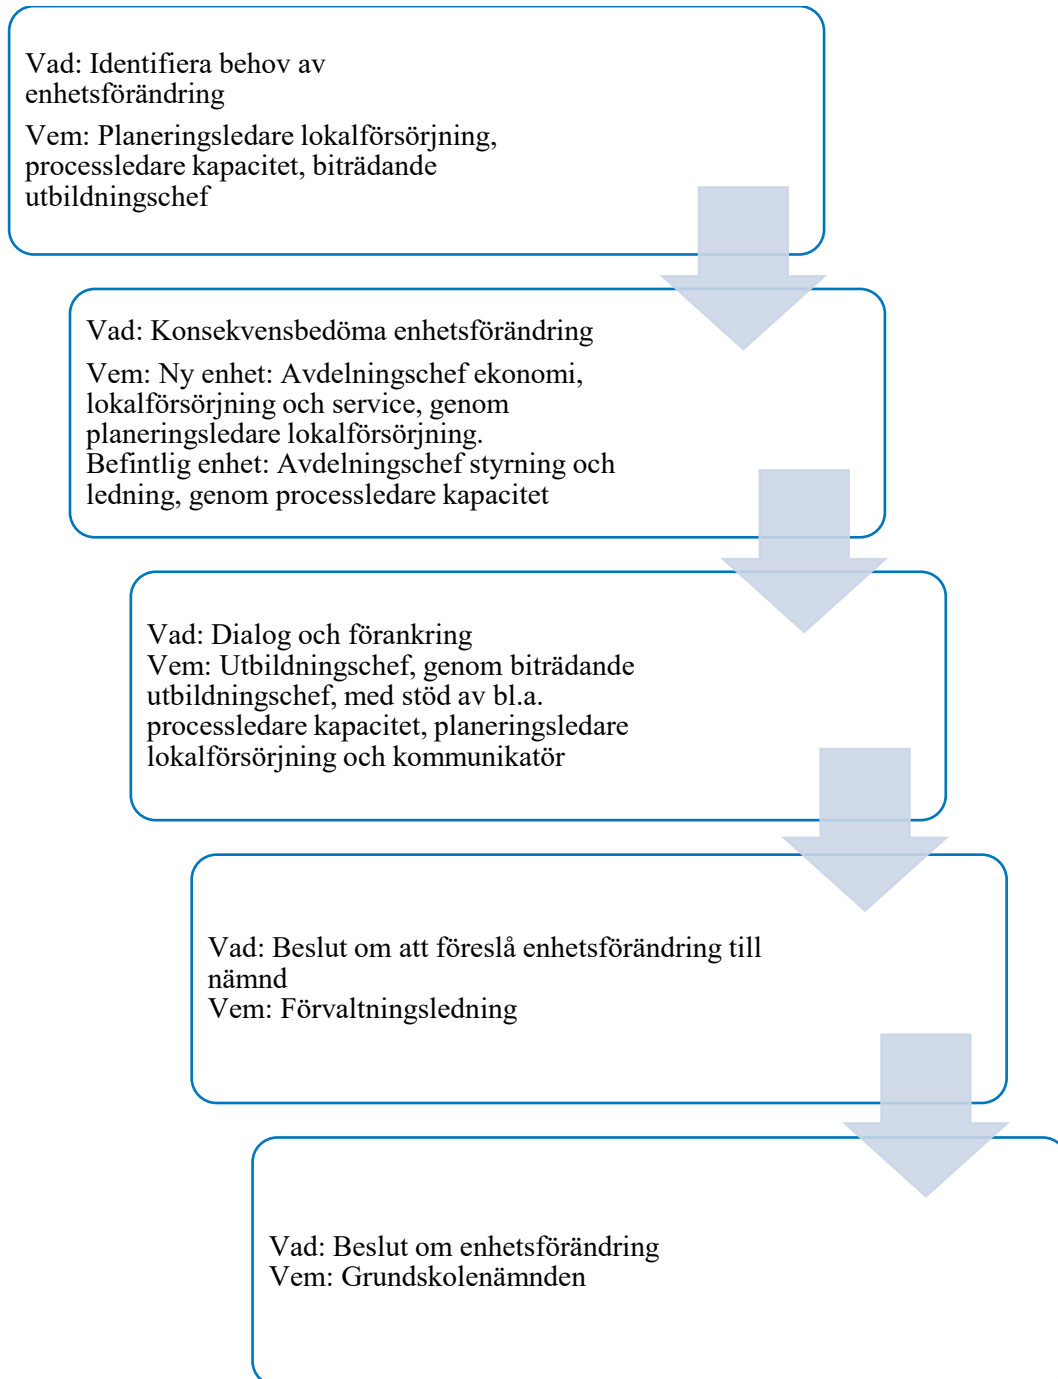 Vad: Identifiera behov av
enhetsförändring
Vem: Planeringsledare lokalförsörjning,
processledare kapacitet, biträdande
utbildningschef
Vad: Konsekvensbedöma enhetsförändring
Vem: Ny enhet: Avdelningschef ekonomi,
lokalförsörjning och service, genom
planeringsledare lokalförsörjning.
Befintlig enhet: Avdelningschef styrning och
ledning, genom processledare kapacitet
Vad: Dialog och förankring
Vem: Utbildningschef, genom biträdande
utbildningschef, med stöd av bl.a.
processledare kapacitet, planeringsledare
lokalförsörjning och kommunikatör
Vad: Beslut om att föreslå enhetsförändring till
nämnd
Vem: Förvaltningsledning
Vad: Beslut om enhetsförändring
Vem: Grundskolenämnden